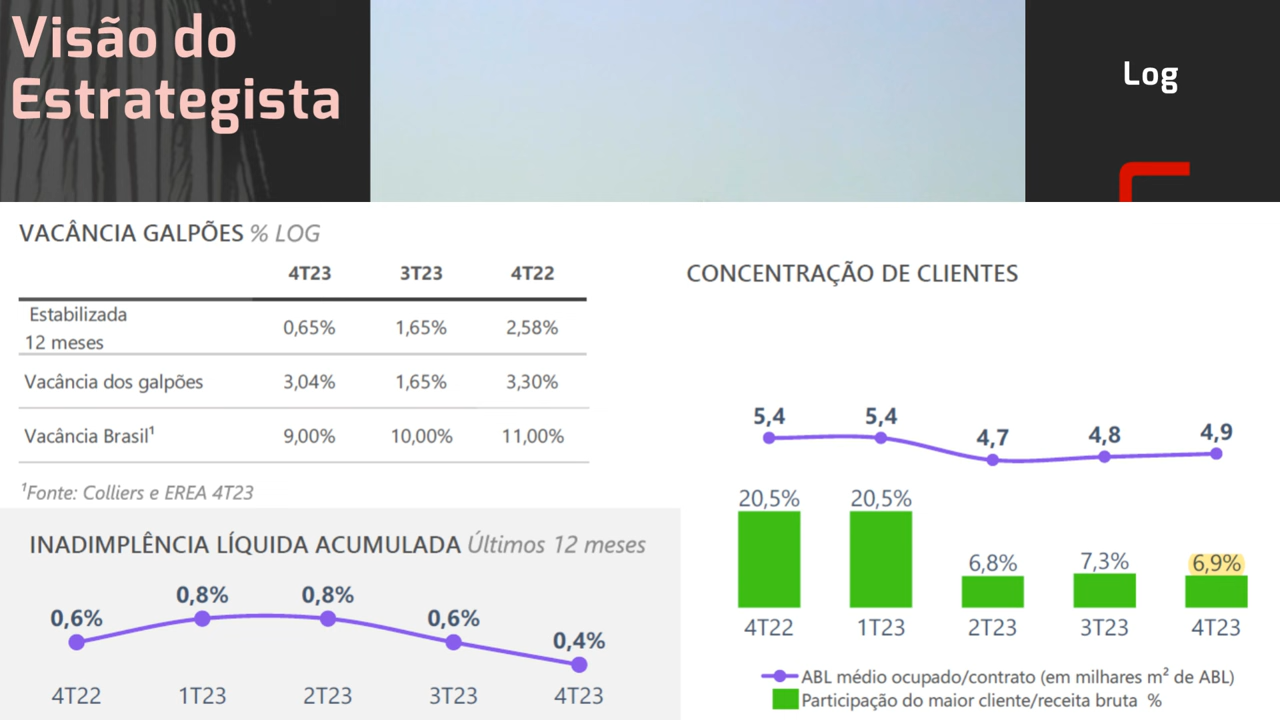 Visão do
Estrategista
Log
VACÂNCIA GALPÕES % LOG
4T23 3T23 4T22
Estabilizada
12 meses 0,65% 1,65% 2,58%
Vacância dos galpões 3,04% 1,65% 3,30%
Vacância Brasil¹ 9,00% 10,00% 11,00%
¹Fonte: Colliers e EREA 4T23
INADIMPLÊNCIA LÍQUIDA ACUMULADA Últimos 12 meses
0,6% 0,8% 0,8% 0,6% 0,4%
4T22 1T23 2T23 3T23 4T23
CONCENTRAÇÃO DE CLIENTES
5,4 5,4 4,7 4,8 4,9
20,5% 20,5% 6,8% 7,3% 6,9%
4T22 1T23 2T23 3T23 4T23
ABL médio ocupado/contrato (em milhares m² de ABL)
Participação do maior cliente/receita bruta %